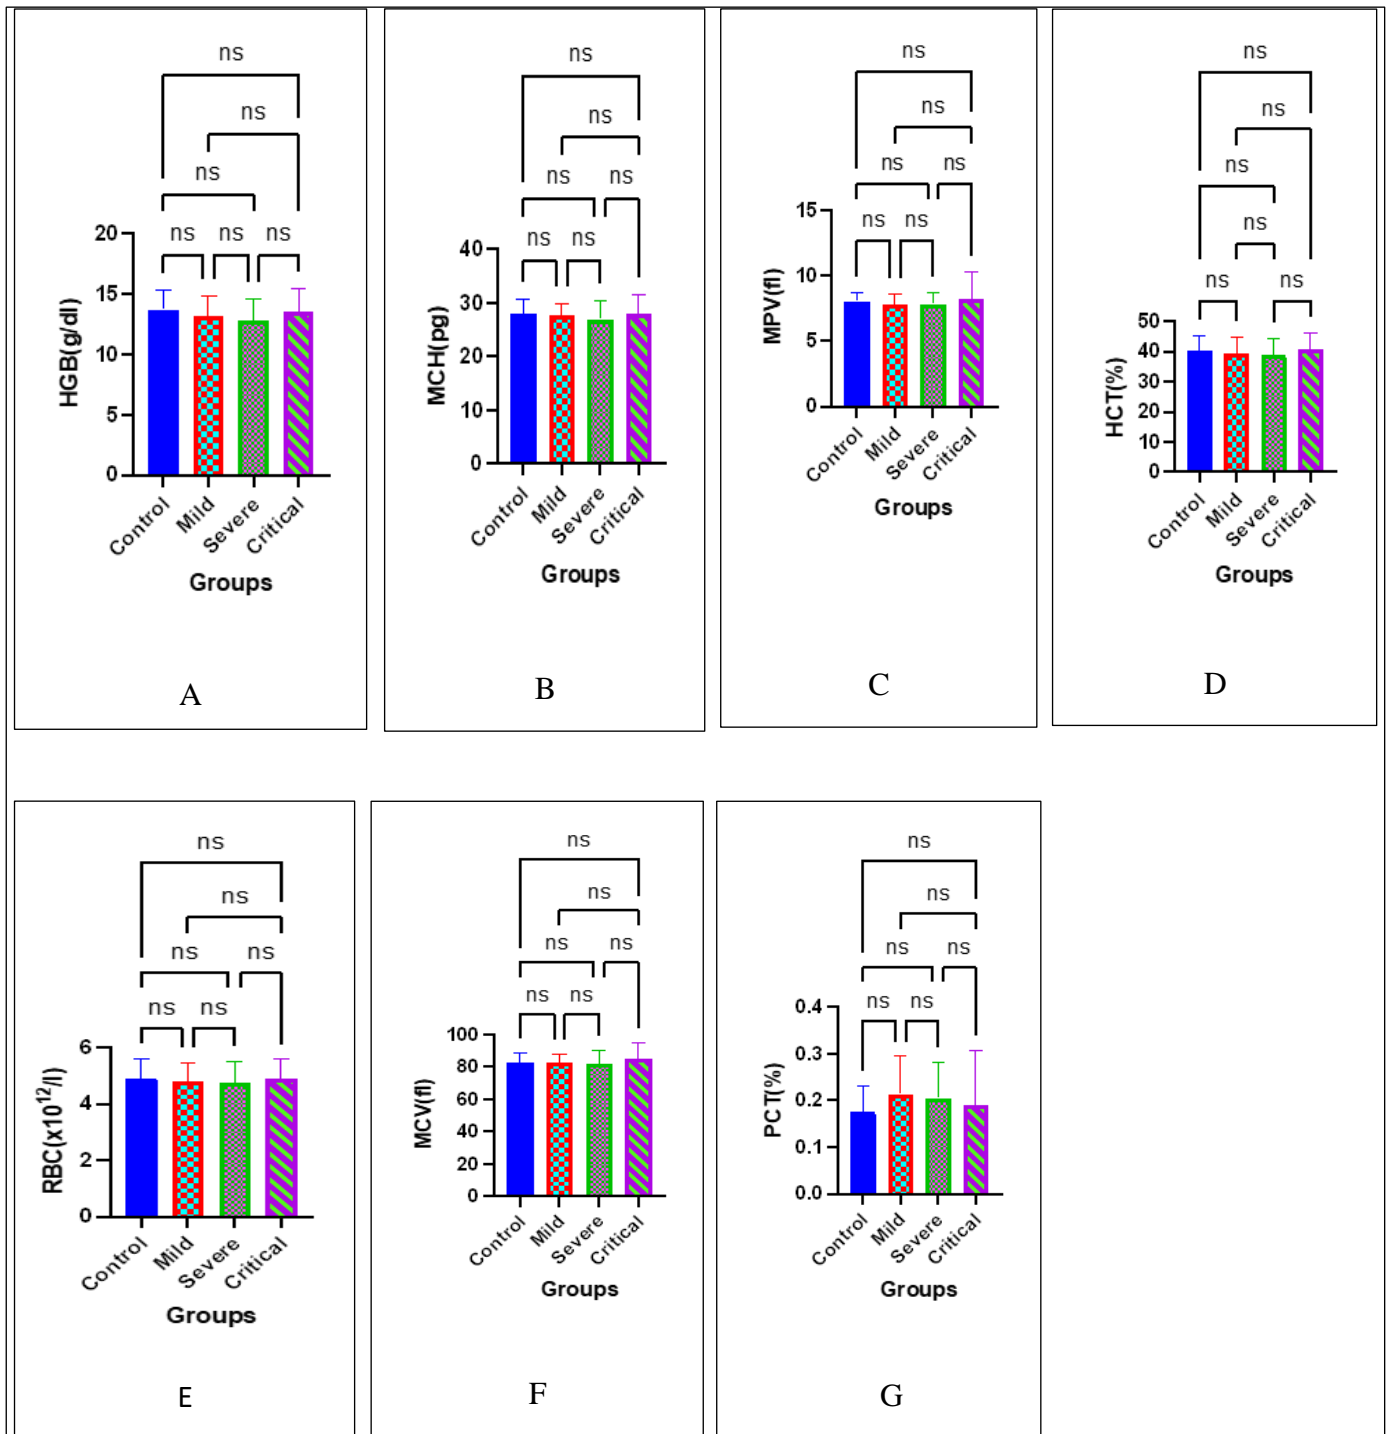 ns
ns
ns
ns ns ns
HGB(g/dl)
20
15
10
5
0
Control Mild Severe Critical
Groups
A
ns
ns
ns ns
ns ns
MCH(pg)
40
30
20
10
0
Control Mild Severe Critical
Groups
B
ns
ns
ns ns
ns ns
MPV(fl)
15
10
5
0
Control Mild Severe Critical
Groups
C
ns
ns
ns
ns
ns ns
HCT(%)
50
40
30
20
10
0
Control Mild Severe Critical
Groups
D
ns
ns
ns ns
ns ns
RBC(x10¹²/l)
6
4
2
0
Control Mild Severe Critical
Groups
E
ns
ns
ns ns
ns ns
MCV(fl)
100
80
60
40
20
0
Control Mild Severe Critical
Groups
F
ns
ns
ns ns
ns ns
PCT(%)
0.4
0.3
0.2
0.1
0.0
Control Mild Severe Critical
Groups
G